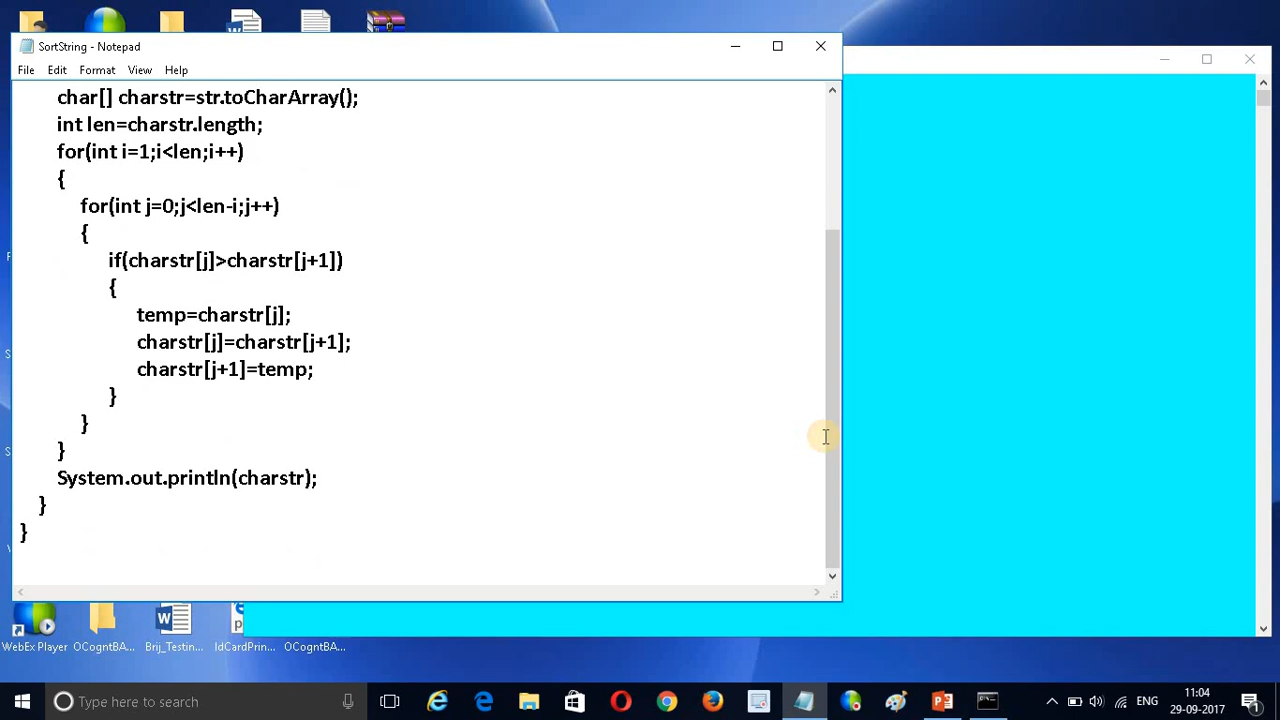 SortString - Notepad
File Edit Format View Help
char[] charstr=str.toCharArray();
int len=charstr.length;
for(int i=1;i<len;i++)
{
for(int j=0;j<len-i;j++)
{
if(charstr[j]>charstr[j+1])
{
temp=charstr[j];
charstr[j]=charstr[j+1];
charstr[j+1]=temp;
}
}
}
System.out.println(charstr);
}
}
WebEx Player OCogntBA... Brij_Testin... IdCardPrin... OCogntBA...
Type here to search
ENG
11:04
29-09-2017